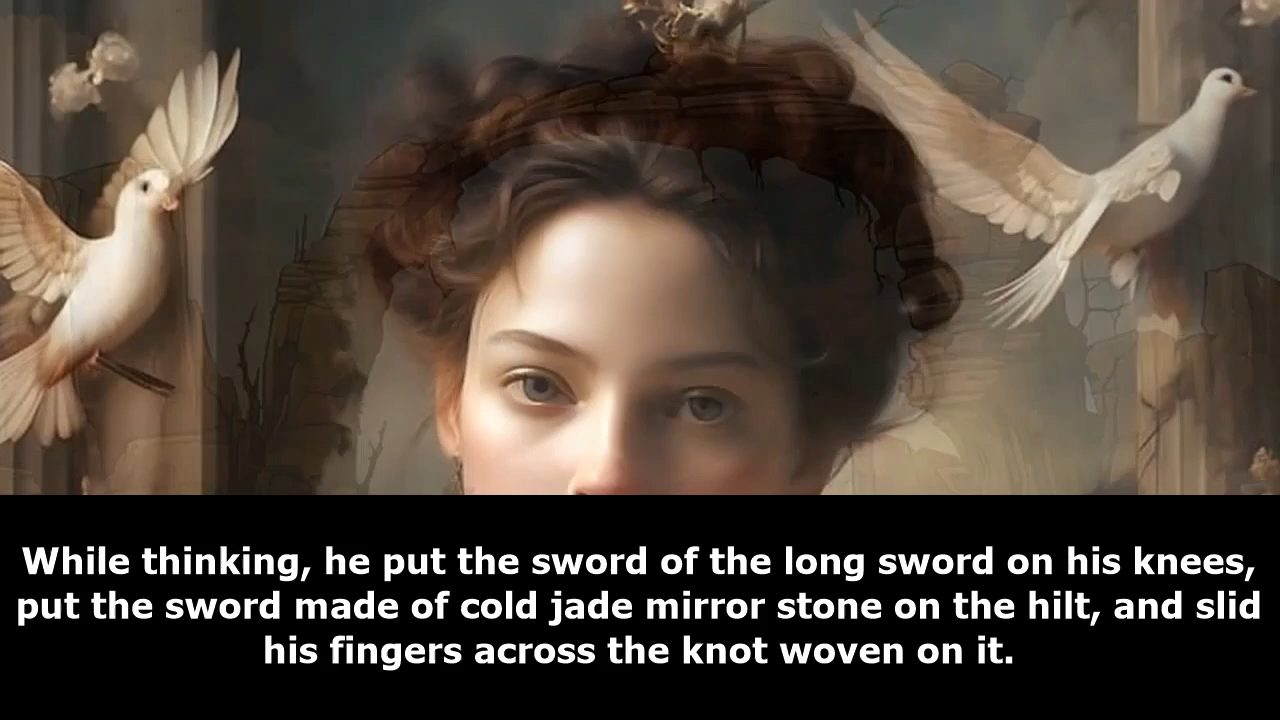 While thinking, he put the sword of the long sword on his knees,
put the sword made of cold jade mirror stone on the hilt, and slid
his fingers across the knot woven on it.